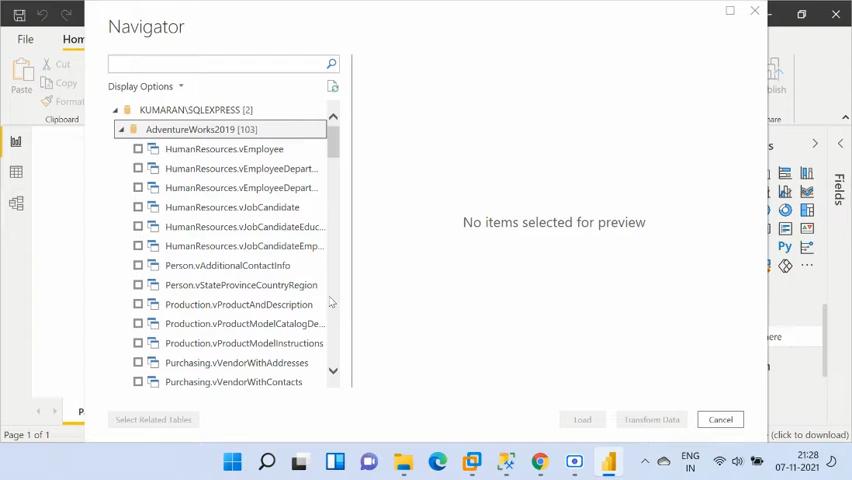 Navigator
File
Hom
Cut
Copy
Format
Paste
Clipboard
Display Options
KUMARAN\SQLEXPRESS [2]
AdventureWorks2019 [103]
HumanResources.vEmployee
HumanResources.vEmployeeDepart...
HumanResources.vEmployeeDepart...
HumanResources.vJobCandidate
HumanResources.vJobCandidateEduc...
HumanResources.vJobCandidateEmp...
Person.vAdditionalContactInfo
Person.vStateProvinceCountryRegion
Production.vProductAndDescription
Production.vProductModelCatalogDe...
Production.vProductModelInstructions
Purchasing.vVendorWithAddresses
Purchasing.vVendorWithContacts
No items selected for preview
Select Related Tables
Load
Transform Data
Cancel
blish
s.
Fields
Py
ere
Page 1 of 1
(click to download)
ENG
IN
21:28
07-11-2021